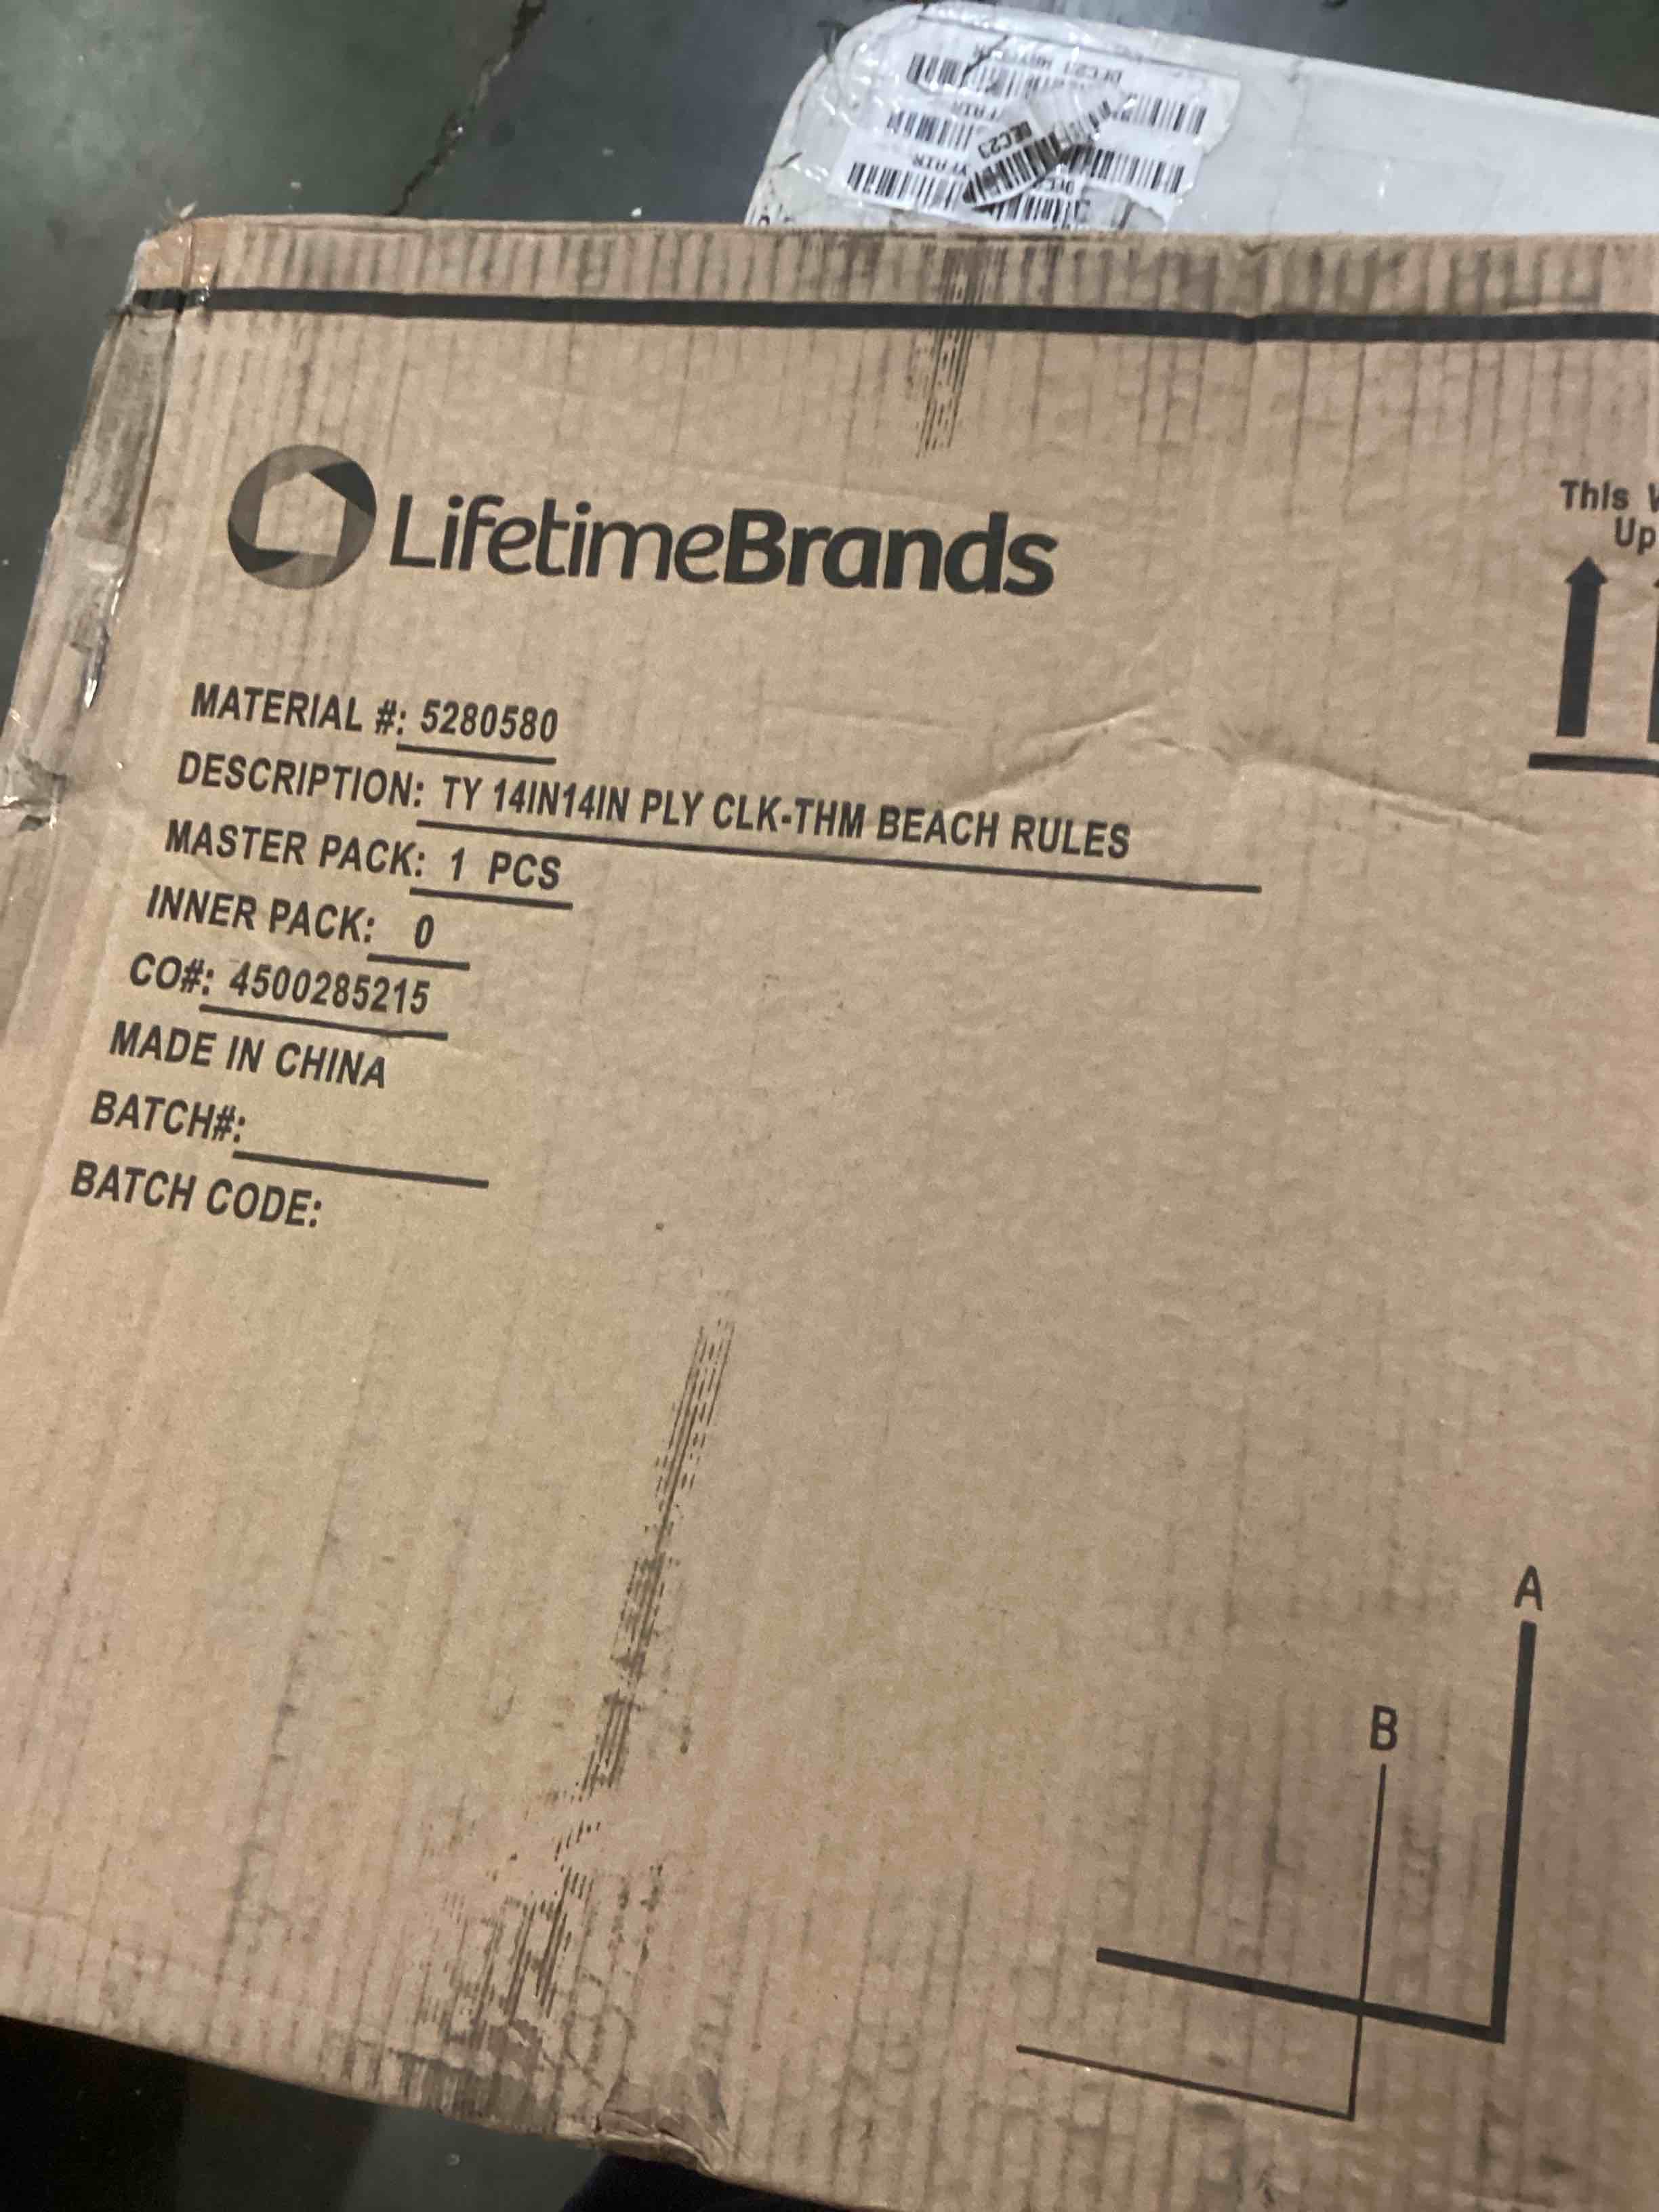 DEC23
LifetimeBrands
This
Up
MATERIAL #: 5280580
DESCRIPTION: TY 14IN14IN PLY CLK-THM BEACH RULES
MASTER PACK: 1 PCS
INNER PACK: 0
CO#: 4500285215
MADE IN CHINA
BATCH#:
BATCH CODE:
A
B